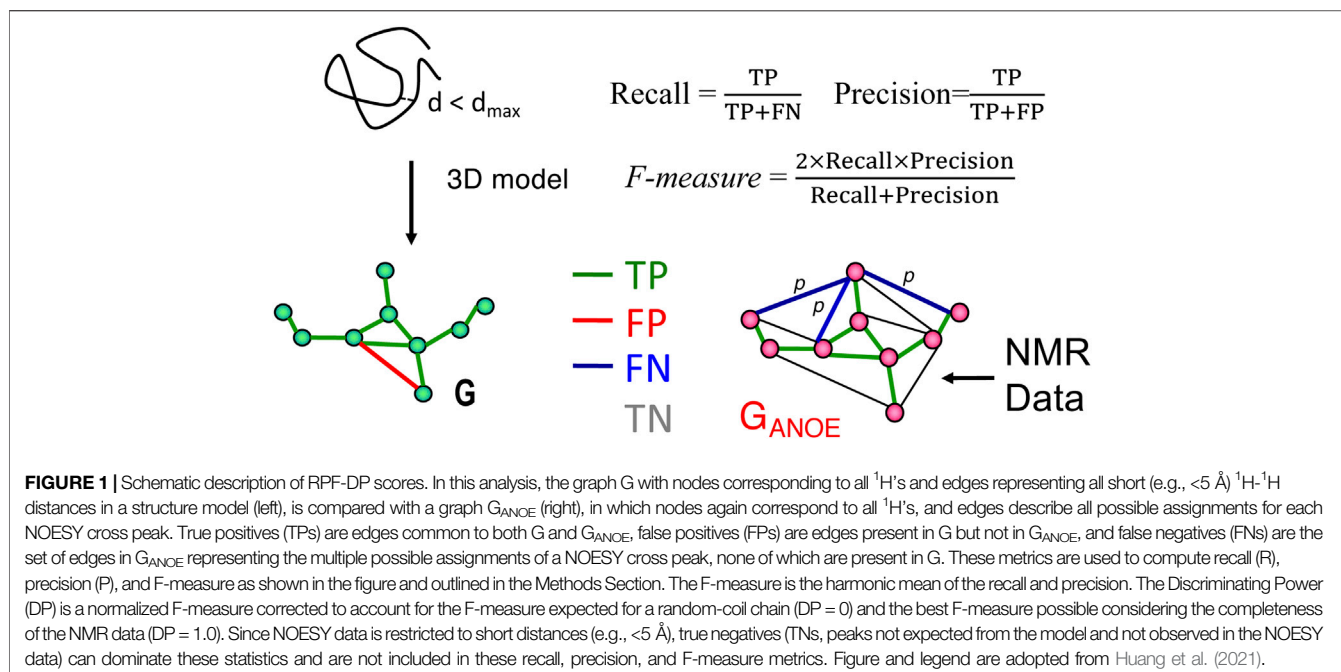 d < dmax
Recall = TP/TP+FN Precision= TP/TP+FP
3D model
F-measure = 2×Recall×Precision/Recall+Precision
G
TP
FP
FN
TN
p
p
p
GANOE
NMR
Data
FIGURE 1 | Schematic description of RPF-DP scores. In this analysis, the graph G with nodes corresponding to all ¹H's and edges representing all short (e.g., <5 Å) ¹H-¹H
distances in a structure model (left), is compared with a graph GANOE (right), in which nodes again correspond to all ¹H's, and edges describe all possible assignments for each
NOESY cross peak. True positives (TPs) are edges common to both G and GANOE, false positives (FPs) are edges present in G but not in GANOE, and false negatives (FNs) are the
set of edges in GANOE representing the multiple possible assignments of a NOESY cross peak, none of which are present in G. These metrics are used to compute recall (R),
precision (P), and F-measure as shown in the figure and outlined in the Methods Section. The F-measure is the harmonic mean of the recall and precision. The Discriminating Power
(DP) is a normalized F-measure corrected to account for the F-measure expected for a random-coil chain (DP = 0) and the best F-measure possible considering the completeness
of the NMR data (DP = 1.0). Since NOESY data is restricted to short distances (e.g., <5 Å), true negatives (TNs, peaks not expected from the model and not observed in the NOESY
data) can dominate these statistics and are not included in these recall, precision, and F-measure metrics. Figure and legend are adopted from Huang et al. (2021).